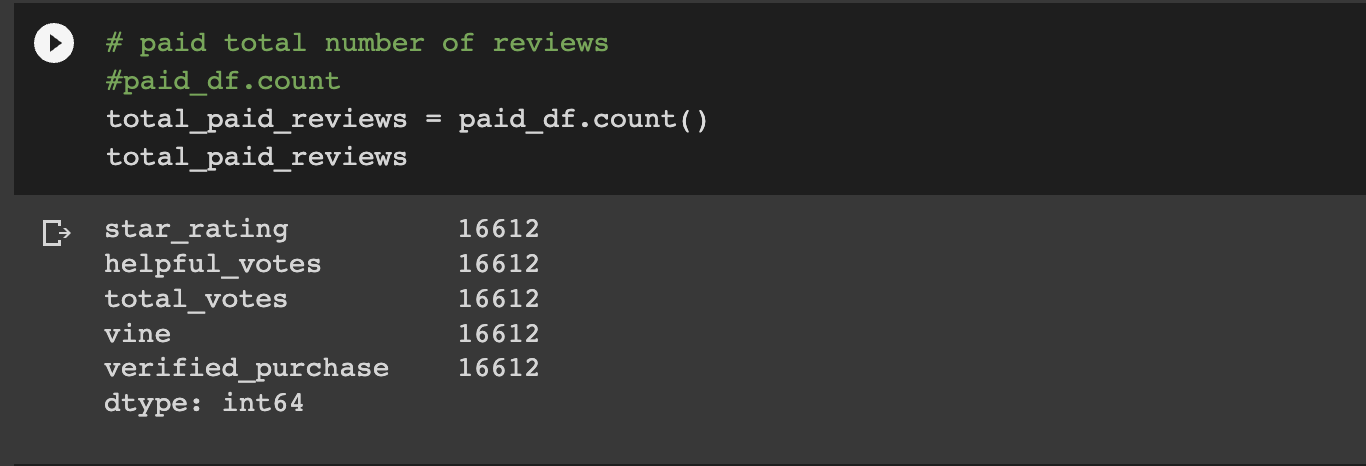 # paid total number of reviews
#paid_df.count
total_paid_reviews = paid_df.count()
total_paid_reviews
star_rating 16612
helpful_votes 16612
total_votes 16612
vine 16612
verified_purchase 16612
dtype: int64